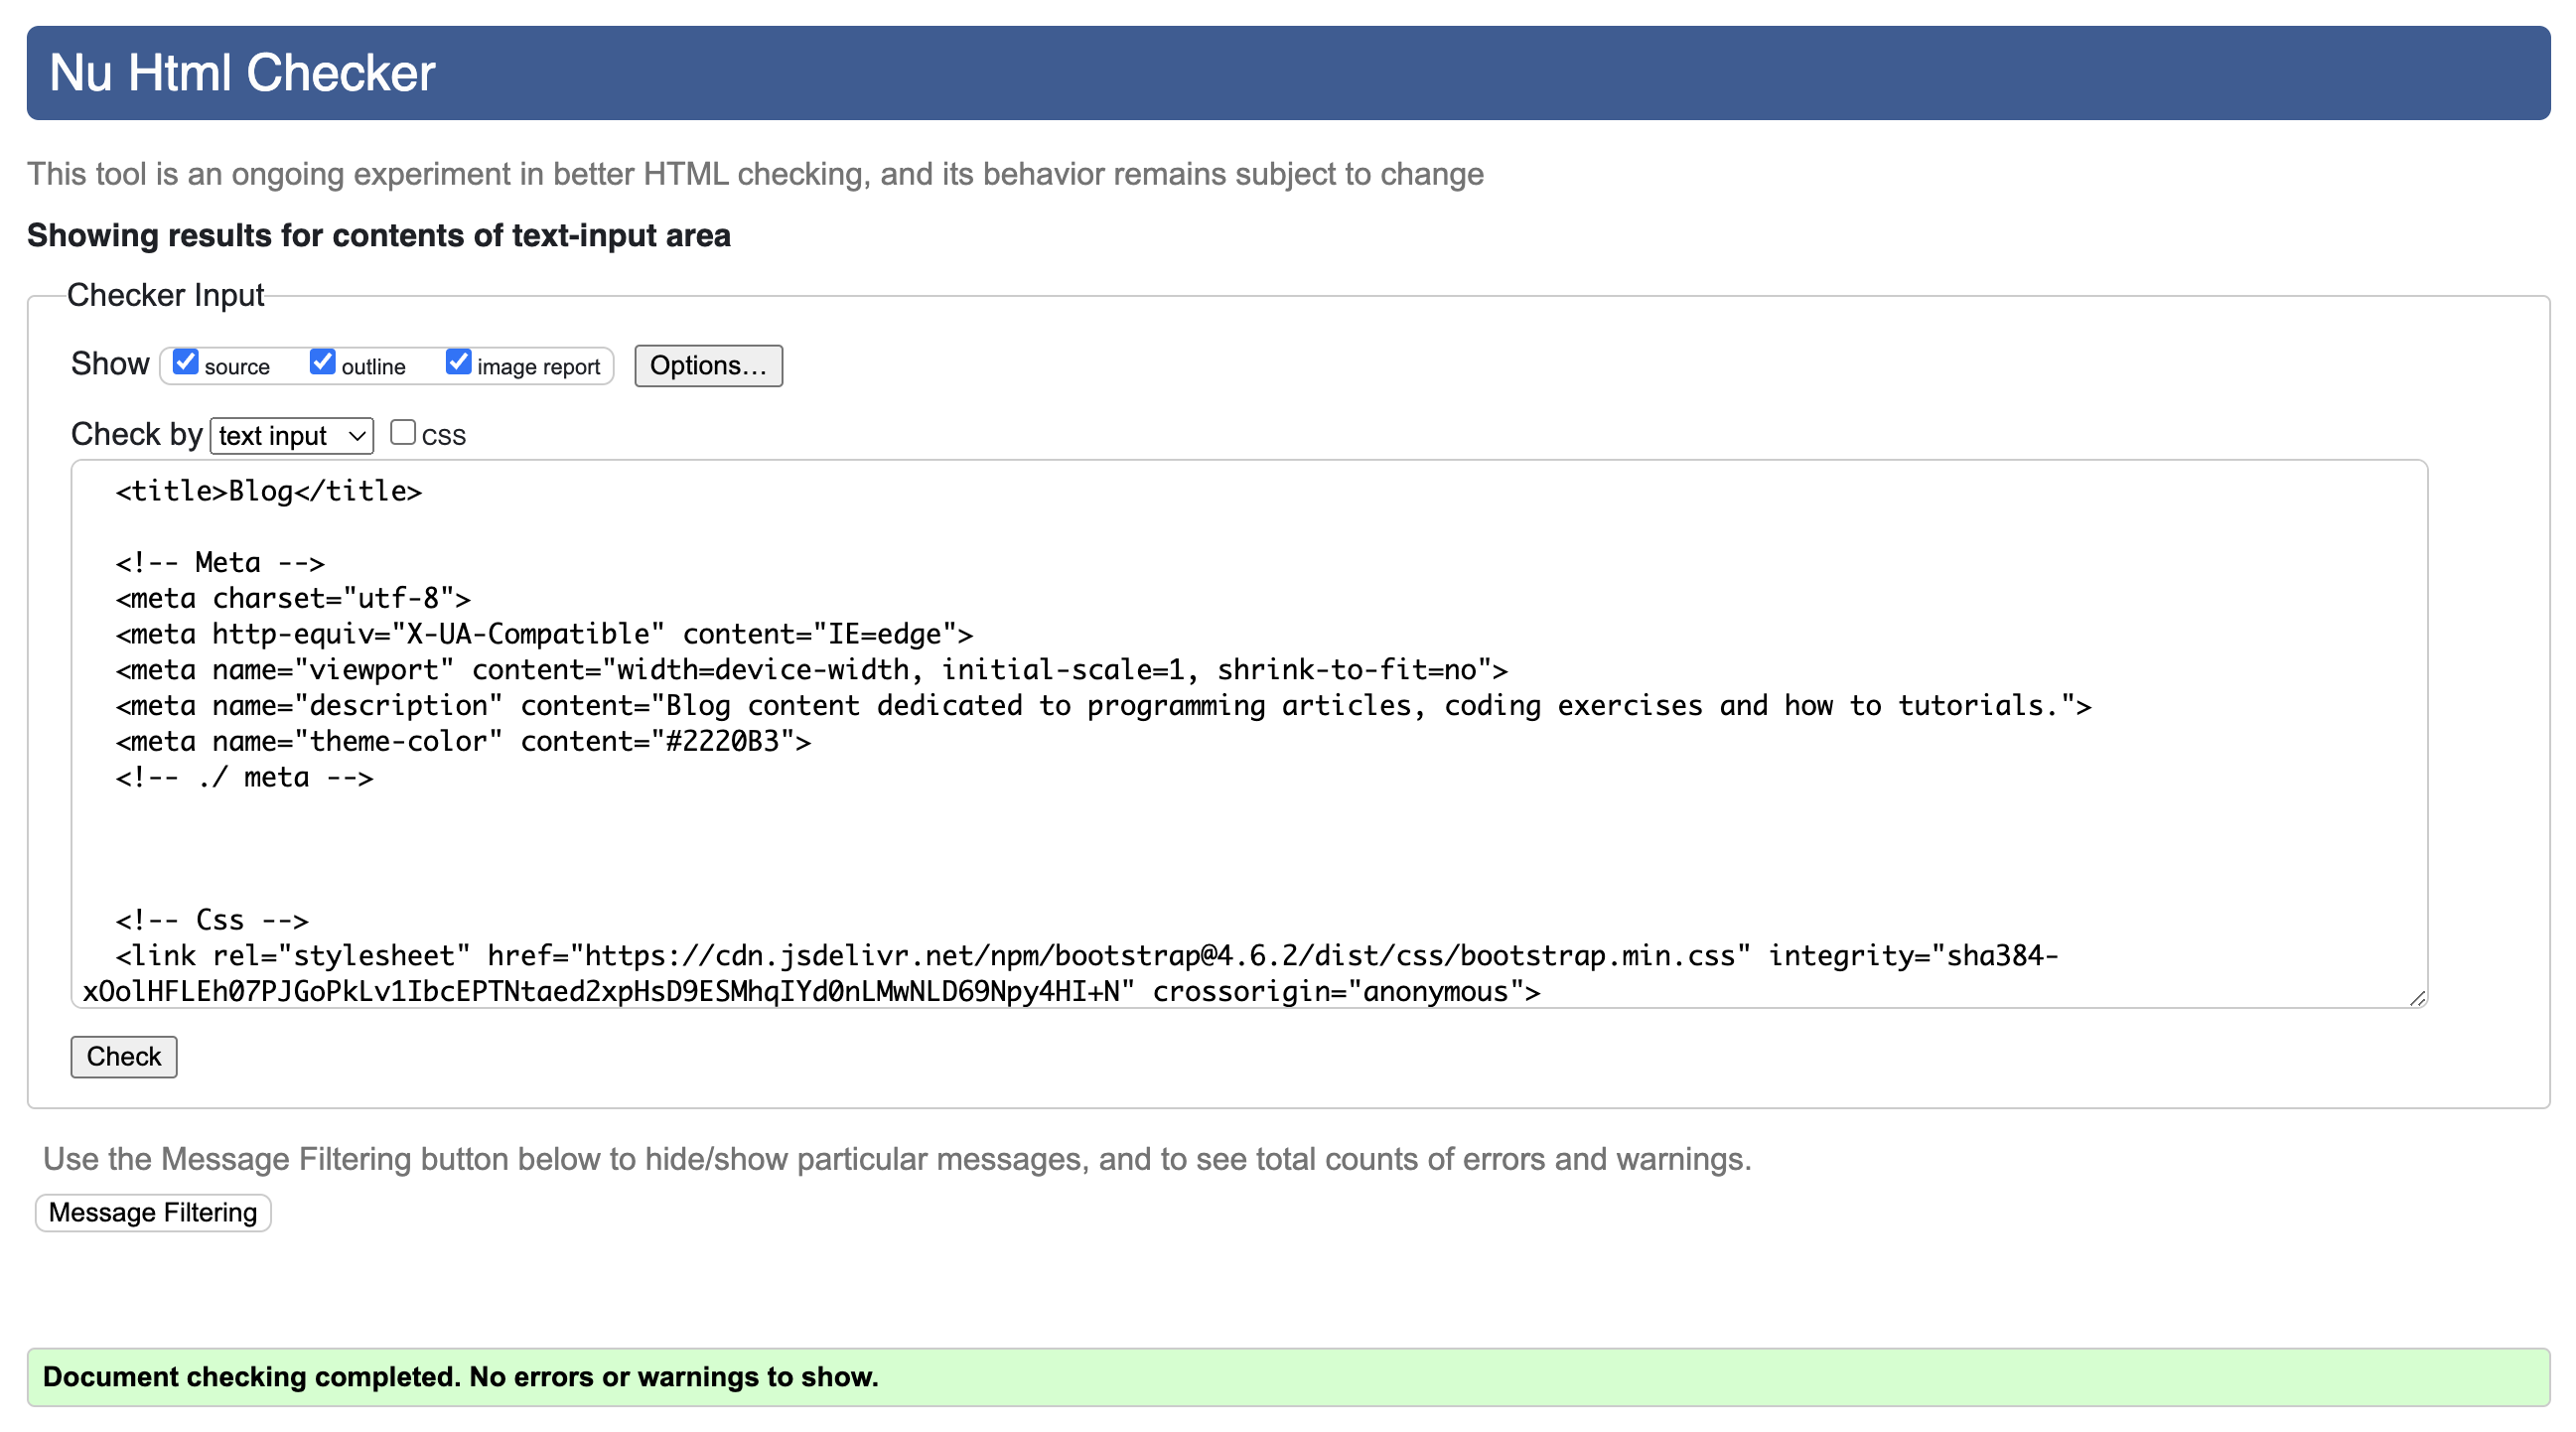 Nu Html Checker
This tool is an ongoing experiment in better HTML checking, and its behavior remains subject to change
Showing results for contents of text-input area
Checker Input
Show source outline image report Options…
Check by text input CSS
<title>Blog</title>
<!-- Meta -->
<meta charset="utf-8">
<meta http-equiv="X-UA-Compatible" content="IE=edge">
<meta name="viewport" content="width=device-width, initial-scale=1, shrink-to-fit=no">
<meta name="description" content="Blog content dedicated to programming articles, coding exercises and how to tutorials.">
<meta name="theme-color" content="#2220B3">
<!-- ./ meta -->
<!-- Css -->
<link rel="stylesheet" href="https://cdn.jsdelivr.net/npm/bootstrap@4.6.2/dist/css/bootstrap.min.css" integrity="sha384-
xOolHFLEh07PJGoPkLv1IbcEPTNtaed2xpHsD9ESMhqIYd0nLMwNLD69Npy4HI+N" crossorigin="anonymous">
Check
Use the Message Filtering button below to hide/show particular messages, and to see total counts of errors and warnings.
Message Filtering
Document checking completed. No errors or warnings to show.